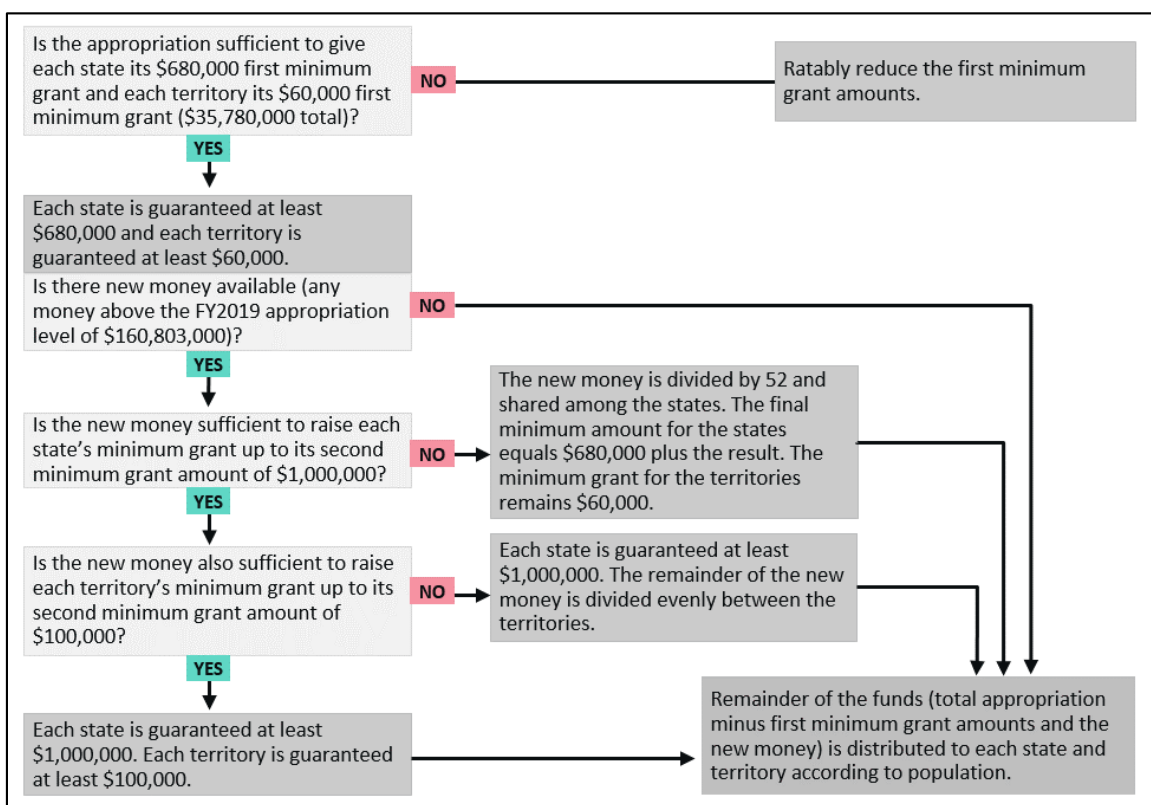 Is the appropriation sufficient to give
each state its $680,000 first minimum
grant and each territory its $60,000 first
minimum grant ($35,780,000 total)?
NO
Ratably reduce the first minimum
grant amounts.
YES
Each state is guaranteed at least
$680,000 and each territory is
guaranteed at least $60,000.
Is there new money available (any
money above the FY2019 appropriation
level of $160,803,000)?
NO
YES
Is the new money sufficient to raise each
state’s minimum grant up to its second
minimum grant amount of $1,000,000?
NO
The new money is divided by 52 and
shared among the states. The final
minimum amount for the states
equals $680,000 plus the result. The
minimum grant for the territories
remains $60,000.
YES
Is the new money also sufficient to raise
each territory’s minimum grant up to its
second minimum grant amount of
$100,000?
NO
Each state is guaranteed at least
$1,000,000. The remainder of the new
money is divided evenly between the
territories.
YES
Each state is guaranteed at least
$1,000,000. Each territory is guaranteed
at least $100,000.
Remainder of the funds (total appropriation
minus first minimum grant amounts and the
new money) is distributed to each state and
territory according to population.